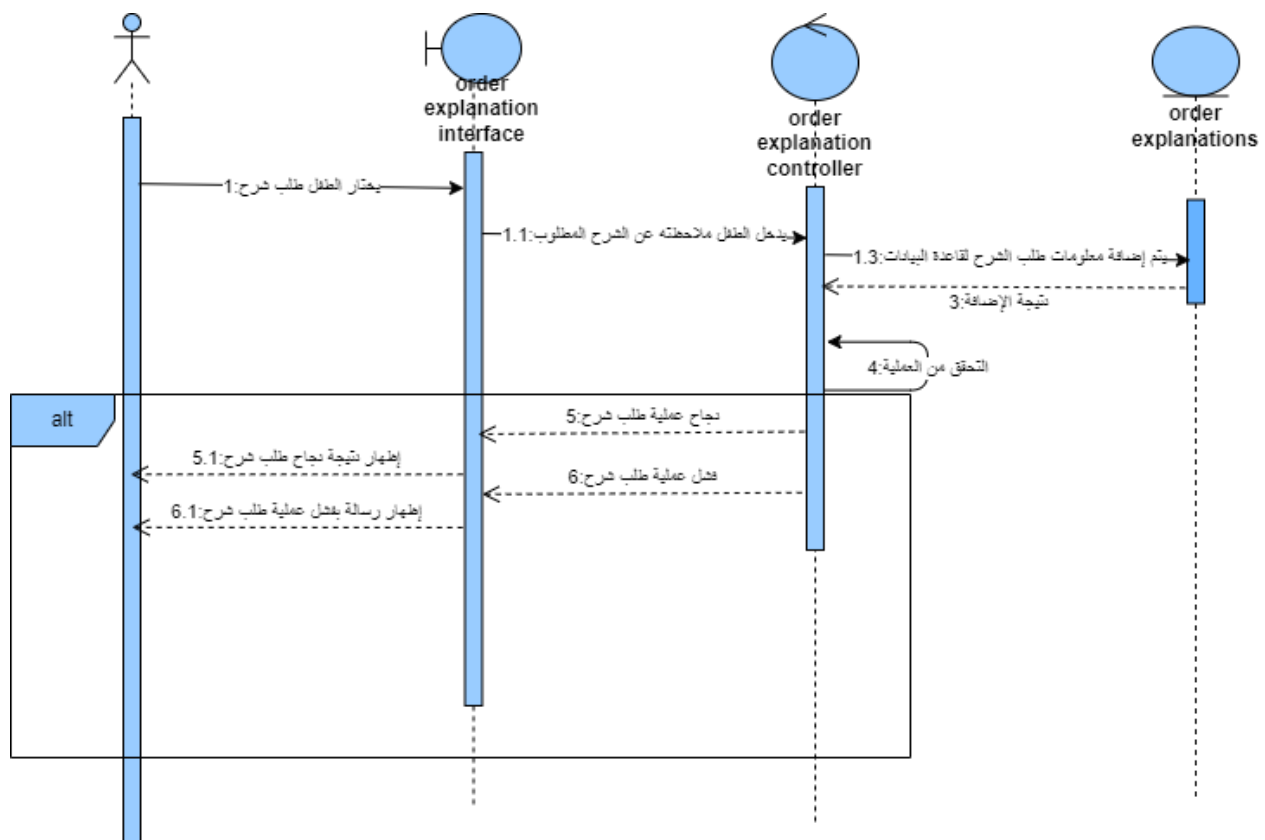 order
explanation
interface
order
explanation
controller
order
explanations
1:يختار الطفل طلب شرح
1.1:يدخل الطفل ملاحظته عن الشرح المطلوب
1.3:يتم إضافة معلومات طلب الشرح لقاعدة البيانات
3:نتيجة الإضافة
4:التحقق من العملية
alt
5:نجاح عملية طلب شرح
5.1:إظهار نتيجة نجاح طلب شرح
6:فشل عملية طلب شرح
6.1:إظهار رسالة بفشل عملية طلب شرح